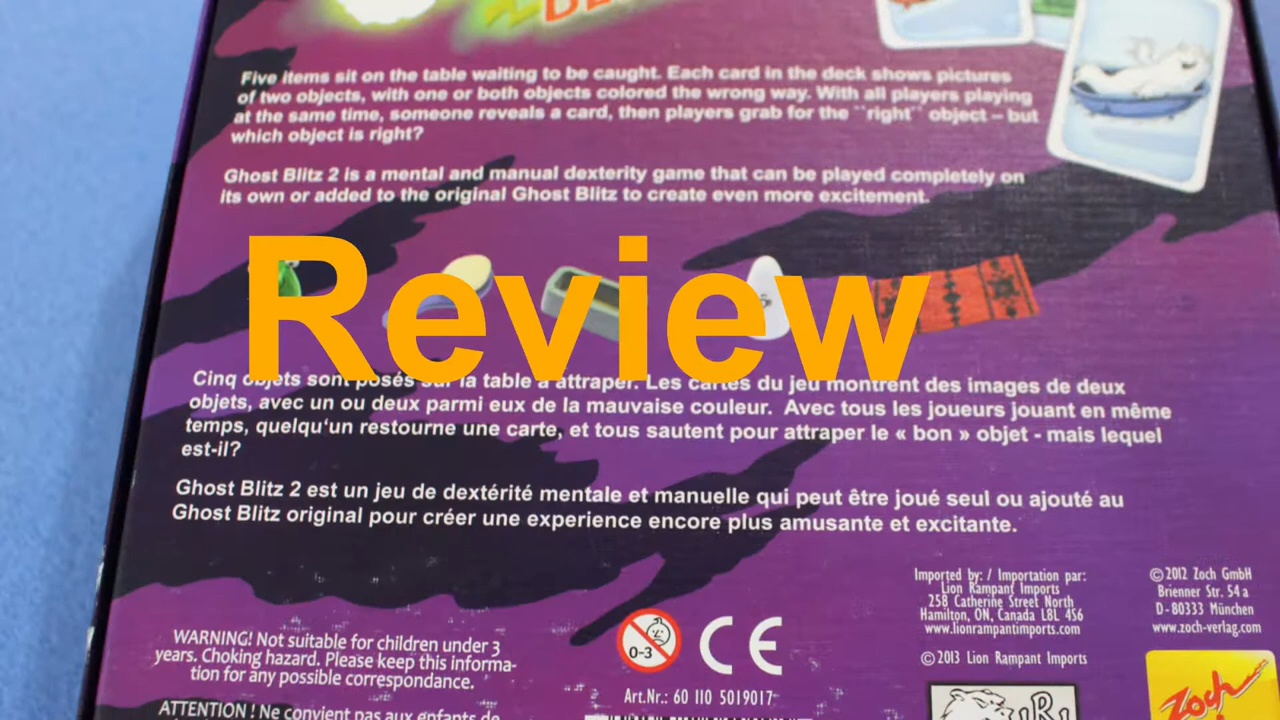 Five items sit on the table waiting to be caught. Each card in the deck shows pictures
of two objects, with one or both objects colored the wrong way. With all players playing
at the same time, someone reveals a card, then players grab for the "right" object – but
which object is right?
Ghost Blitz 2 is a mental and manual dexterity game that can be played completely on
its own or added to the original Ghost Blitz to create even more excitement.
Review
Cinq objets sont posés sur la table à attraper. Les cartes du jeu montrent des images de deux
objets, avec un ou deux parmi eux de la mauvaise couleur. Avec tous les joueurs jouant en même
temps, quelqu'un restourne une carte, et tous sautent pour attraper le « bon » objet - mais lequel
est-il?
Ghost Blitz 2 est un jeu de dextérité mentale et manuelle qui peut être joué seul ou ajouté au
Ghost Blitz original pour créer une experience encore plus amusante et excitante.
WARNING! Not suitable for children under 3
years. Choking hazard. Please keep this informa-
tion for any possible correspondance.
ATTENTION ! Ne convient pas aux enfants de
0-3
CE
Art.Nr.: 60 110 5019017
Imported by: / Importation par:
Lion Rampant Imports
258 Catherine Street North
Hamilton, ON, Canada L8L 4S6
www.lionrampantimports.com
©2013 Lion Rampant Imports
©2012 Zoch GmbH
Brienner Str. 54 a
D-80333 München
www.zoch-verlag.com
Zoch